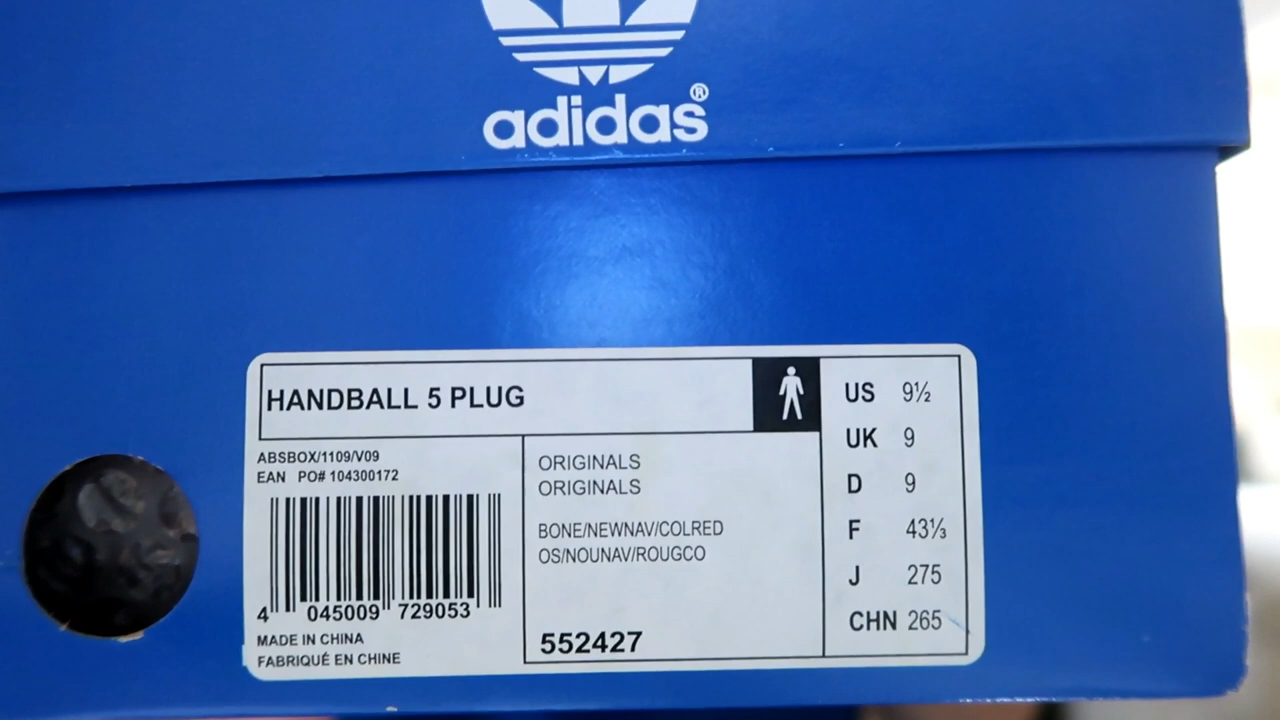 adidas®
HANDBALL 5 PLUG
ABSBOX/1109/V09
EAN PO# 104300172
4 045009 729053
MADE IN CHINA
FABRIQUÉ EN CHINE
ORIGINALS
ORIGINALS
BONE/NEWNAV/COLRED
OS/NOUNAV/ROUGCO
552427
US 9½
UK 9
D 9
F 43⅓
J 275
CHN 265